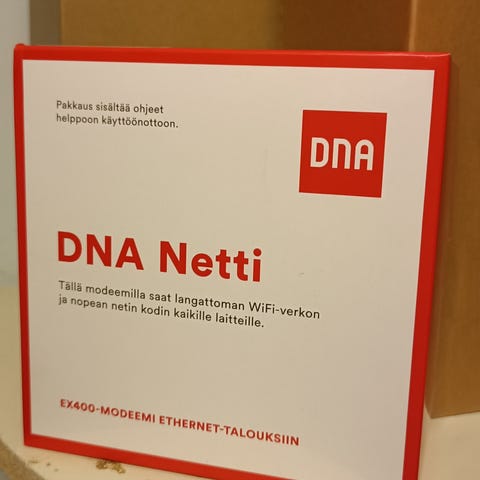 Pakkaus sisältää ohjeet
helppoon käyttöönottoon.
DNA
DNA Netti
Tällä modeemilla saat langattoman WiFi-verkon
ja nopean netin kodin kaikille laitteille.
EX400-MODEEMI ETHERNET-TALOUKSIIN